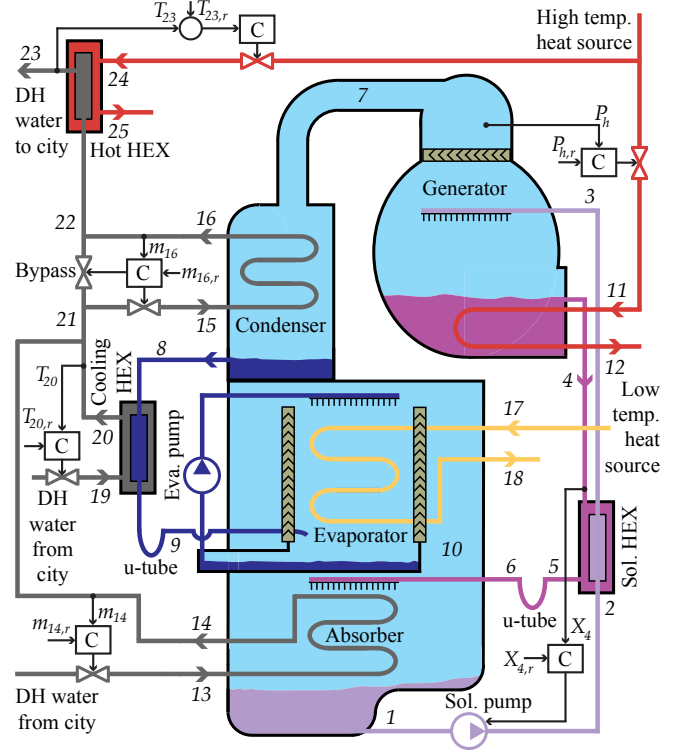 T23
T23,r
C
High temp.
heat source
23
24
DH
water
to city
25
Hot HEX
7
Ph
Ph,r
C
Generator
3
22
16
m16
Bypass
C
m16,r
21
15
Condenser
11
12
8
T20
Cooling
HEX
T20,r
C
20
19
DH
water
from
city
Eva. pump
9
u-tube
17
18
Evaporator
10
4
Low
temp.
heat
source
Sol. HEX
6
5
u-tube
2
X4
X4,r
C
m14
m14,r
C
14
Absorber
13
DH water
from city
1
Sol. pump